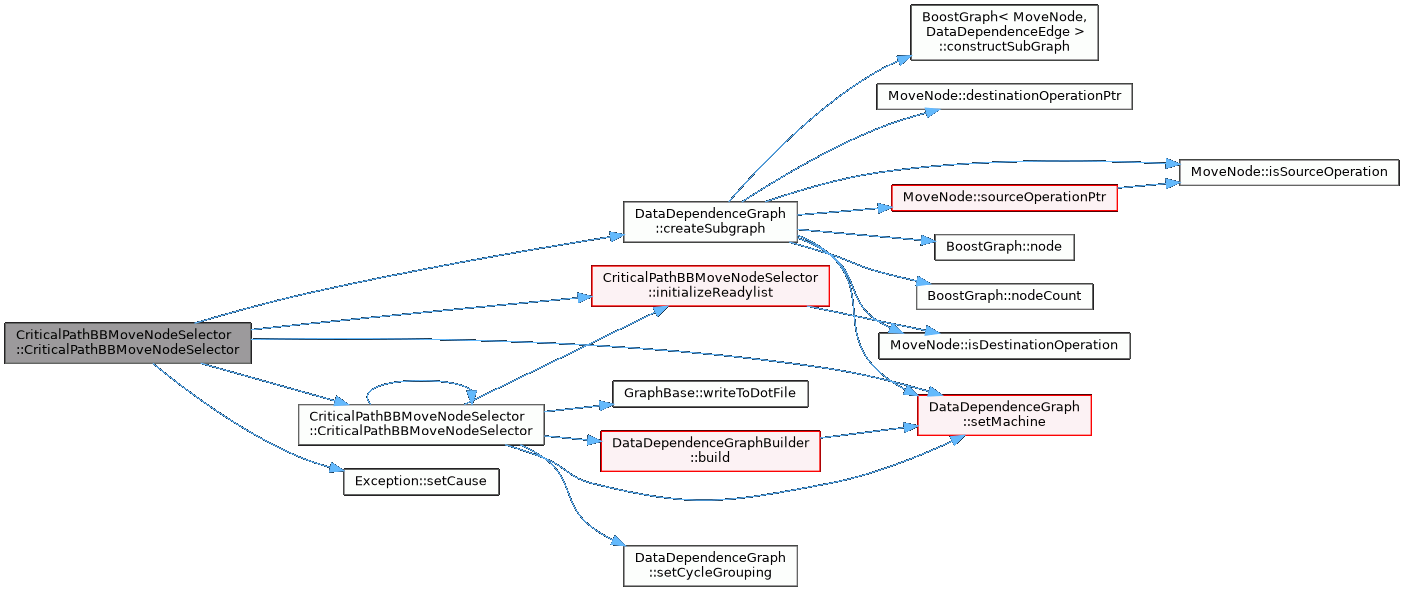 BoostGraph< MoveNode,
DataDependenceEdge >
::constructSubGraph
MoveNode::destinationOperationPtr
MoveNode::isSourceOperation
MoveNode::sourceOperationPtr
DataDependenceGraph
::createSubgraph
BoostGraph::node
CriticalPathBBMoveNodeSelector
::initializeReadylist
BoostGraph::nodeCount
CriticalPathBBMoveNodeSelector
::CriticalPathBBMoveNodeSelector
MoveNode::isDestinationOperation
GraphBase::writeToDotFile
DataDependenceGraph
::setMachine
CriticalPathBBMoveNodeSelector
::CriticalPathBBMoveNodeSelector
DataDependenceGraphBuilder
::build
Exception::setCause
DataDependenceGraph
::setCycleGrouping